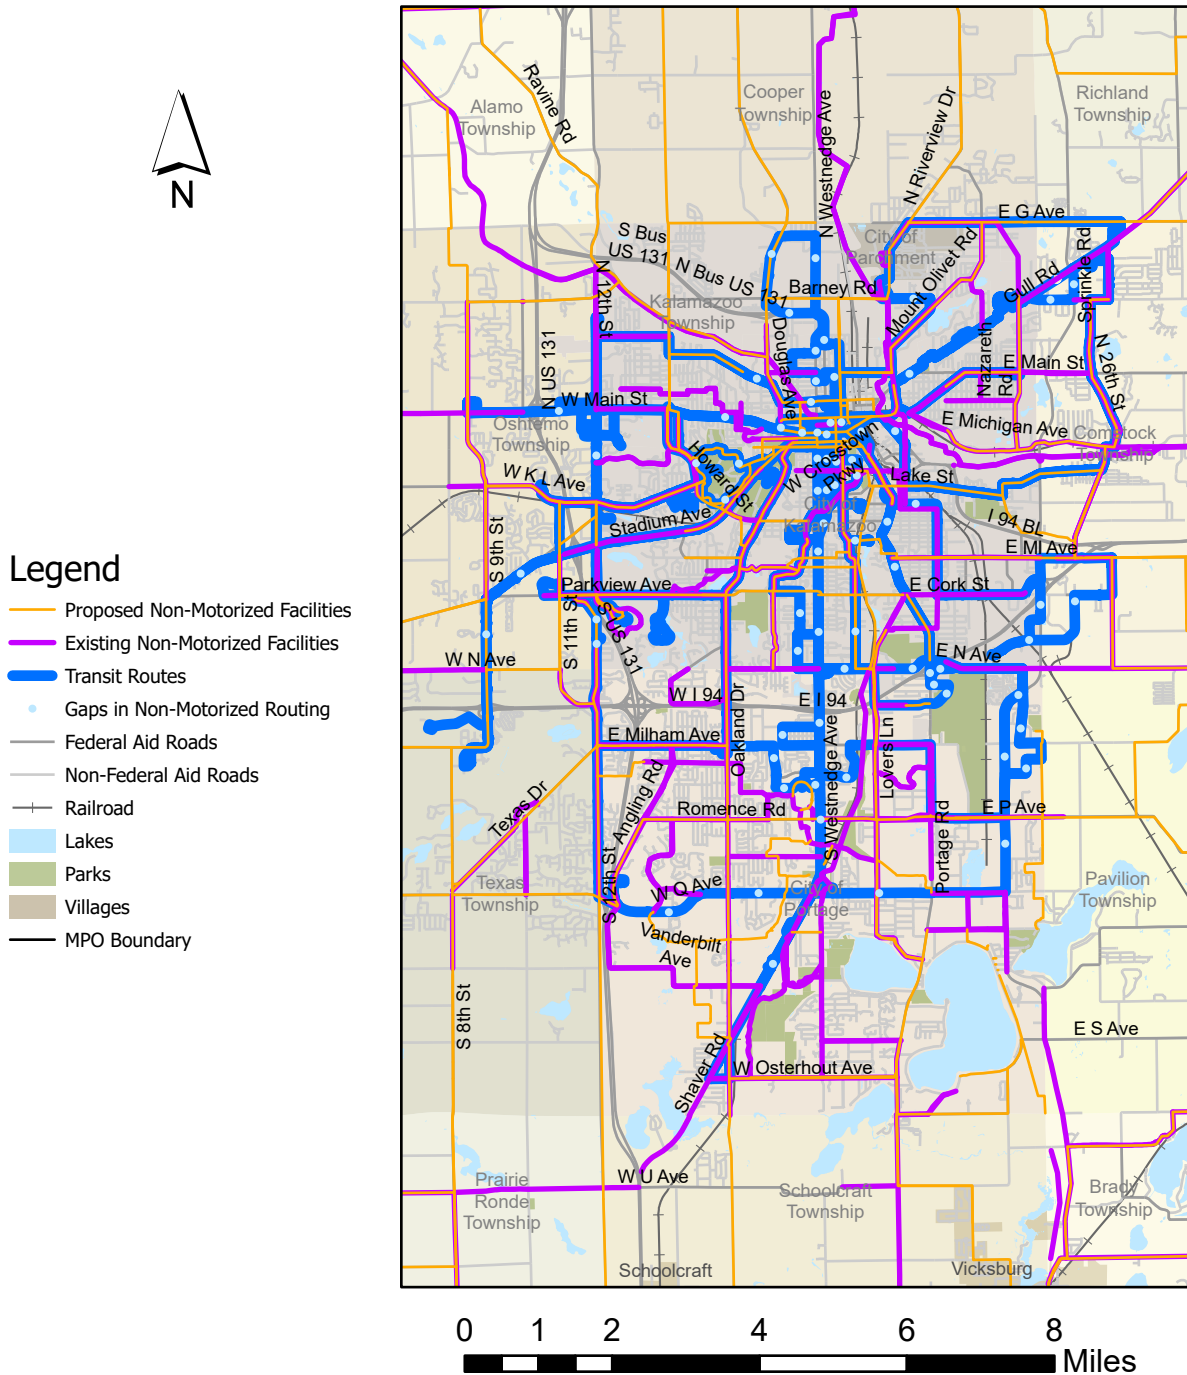 N
Legend
Proposed Non-Motorized Facilities
Existing Non-Motorized Facilities
Transit Routes
Gaps in Non-Motorized Routing
Federal Aid Roads
Non-Federal Aid Roads
Railroad
Lakes
Parks
Villages
MPO Boundary
Ravine Rd
Alamo
Township
Cooper
Township
N Westnedge Ave
N Riverview Dr
Richland
Township
E G Ave
S Bus
US 131
N Bus US 131
City of
Parchment
Mount Olivet Rd
Gull Rd
Sprinkle Rd
N 12th St
Barney Rd
Kalamazoo
Township
N US 131
Douglas Ave
Nazareth
Rd
E Main St
N 26th St
W Main St
Oshtemo
Township
E Michigan Ave
Comstock
Township
Howard St
W Crosstown
Pkwy
W K L Ave
Lake St
City of
Kalamazoo
Stadium Ave
I 94 BL
S 9th St
E MI Ave
Parkview Ave
E Cork St
S 11th St
S US 131
W N Ave
E N Ave
W I 94
E I 94
Oakland Dr
E Milham Ave
S Westnedge Ave
Lovers Ln
Angling Rd
Texas Dr
Romence Rd
E P Ave
Portage Rd
S 12th St
Texas
Township
W O Ave
City of
Portage
Pavilion
Township
Vanderbilt
Ave
S 8th St
E S Ave
Shaver Rd
W Osterhout Ave
W U Ave
Prairie
Ronde
Township
Schoolcraft
Township
Brady
Township
Schoolcraft
Vicksburg
0 1 2 4 6 8
Miles